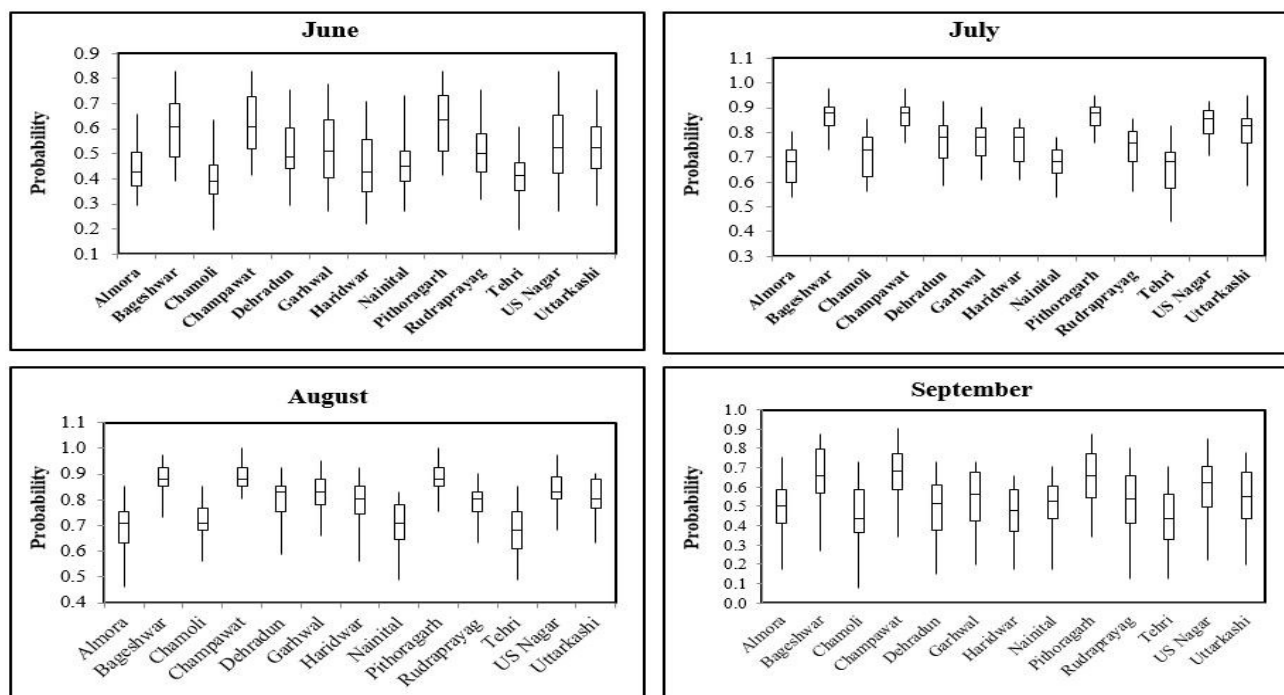 June
Probability
0.9
0.8
0.7
0.6
0.5
0.4
0.3
0.2
0.1
Almora
Bageshwar
Chamoli
Champawat
Dehradun
Garhwal
Haridwar
Nainital
Pithoragarh
Rudraprayag
Tehri
US Nagar
Uttarkashi
July
Probability
1.1
1.0
0.9
0.8
0.7
0.6
0.5
0.4
0.3
Almora
Bageshwar
Chamoli
Champawat
Dehradun
Garhwal
Haridwar
Nainital
Pithoragarh
Rudraprayag
Tehri
US Nagar
Uttarkashi
August
Probability
1.1
1.0
0.9
0.8
0.7
0.6
0.5
0.4
Almora
Bageshwar
Chamoli
Champawat
Dehradun
Garhwal
Haridwar
Nainital
Pithoragarh
Rudraprayag
Tehri
US Nagar
Uttarkashi
September
Probability
1.0
0.9
0.8
0.7
0.6
0.5
0.4
0.3
0.2
0.1
0.0
Almora
Bageshwar
Chamoli
Champawat
Dehradun
Garhwal
Haridwar
Nainital
Pithoragarh
Rudraprayag
Tehri
US Nagar
Uttarkashi